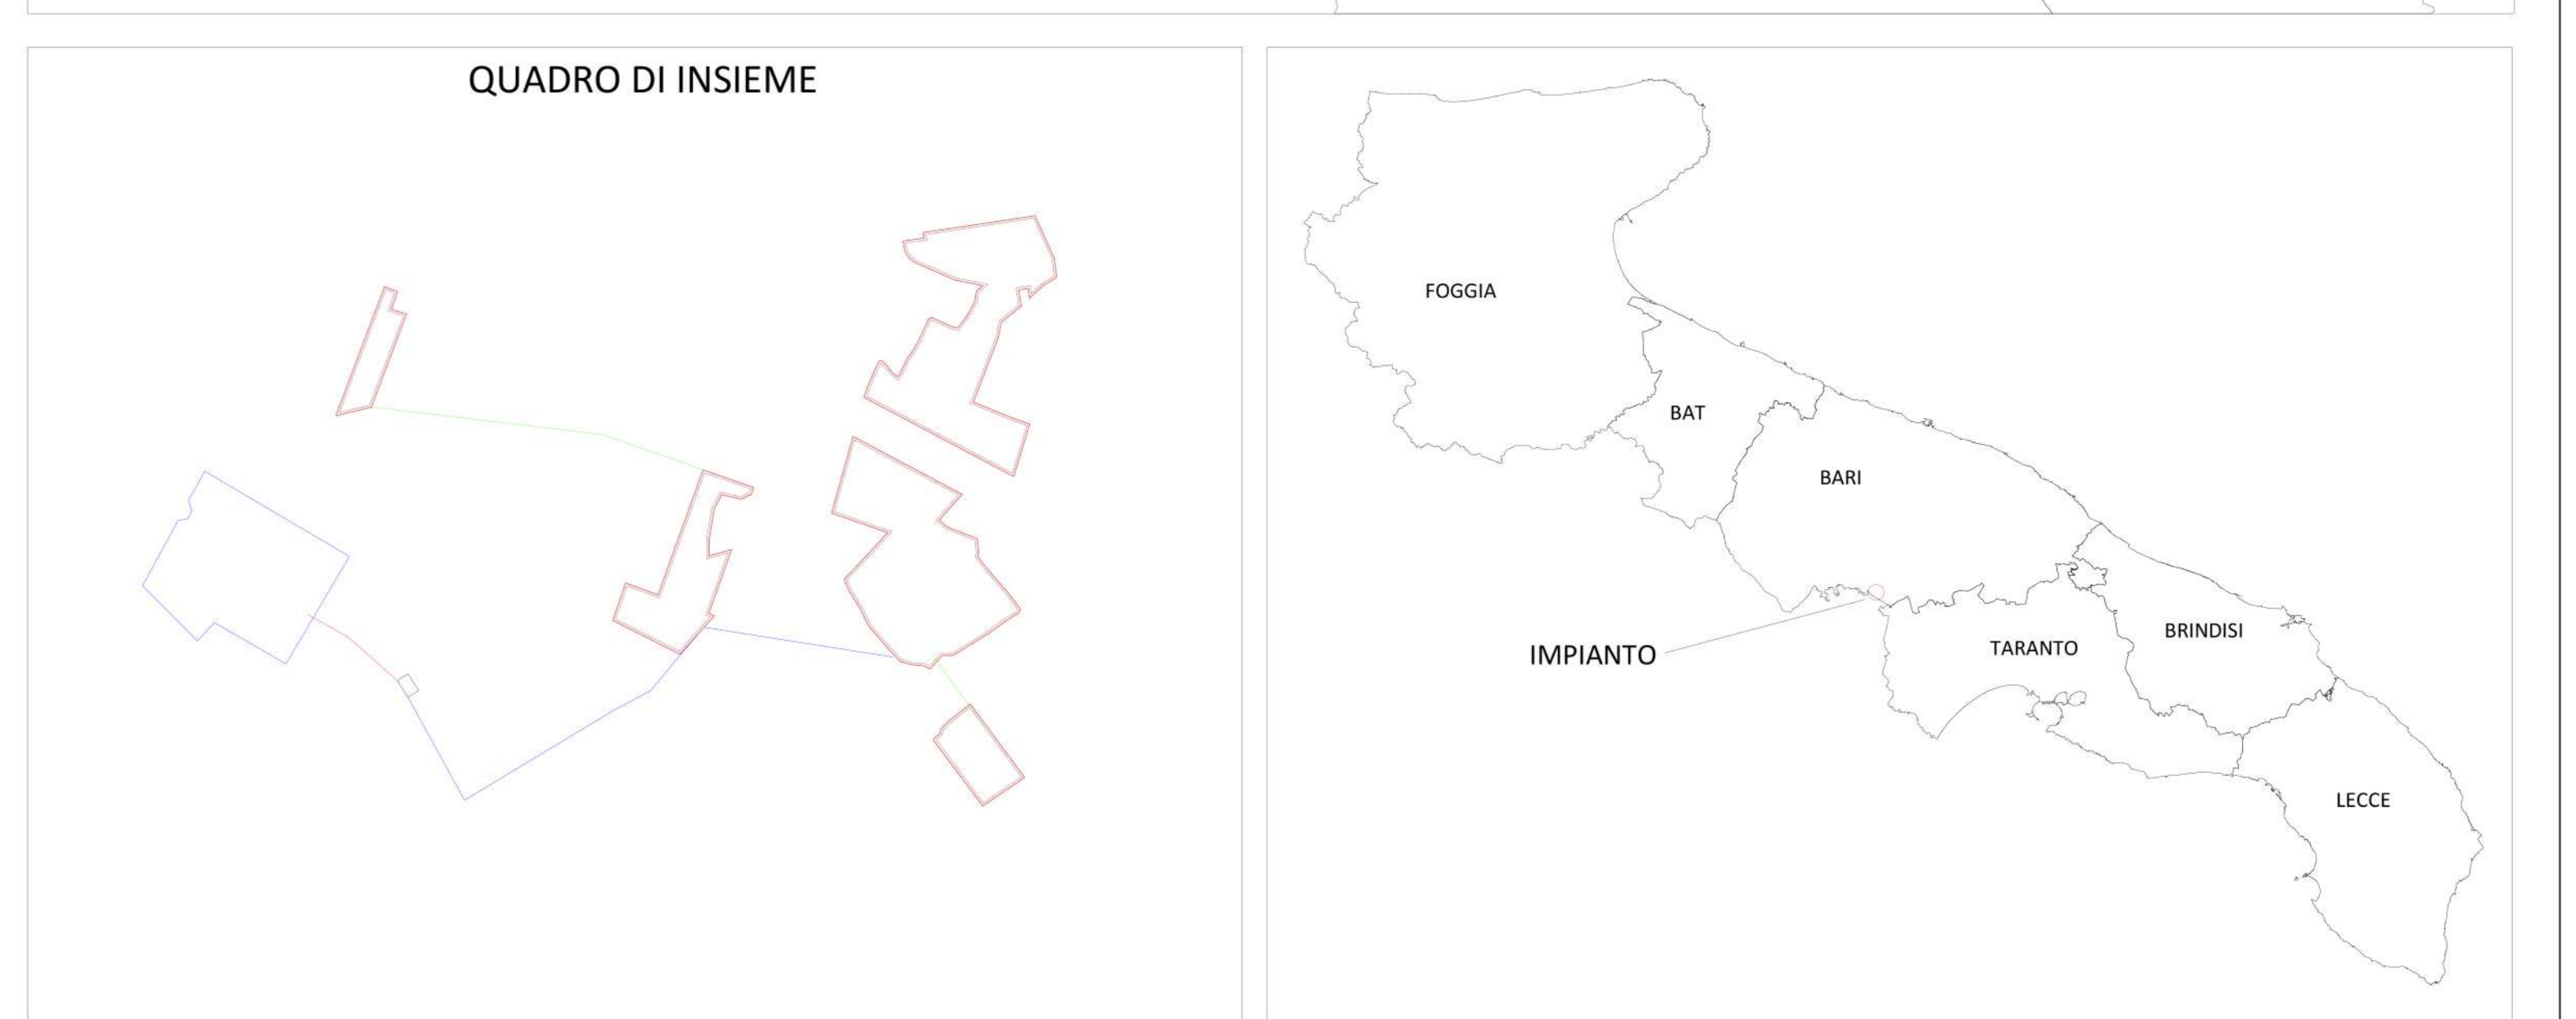 QUADRO DI INSIEME
FOGGIA
BAT
BARI
IMPIANTO
TARANTO
BRINDISI
LECCE